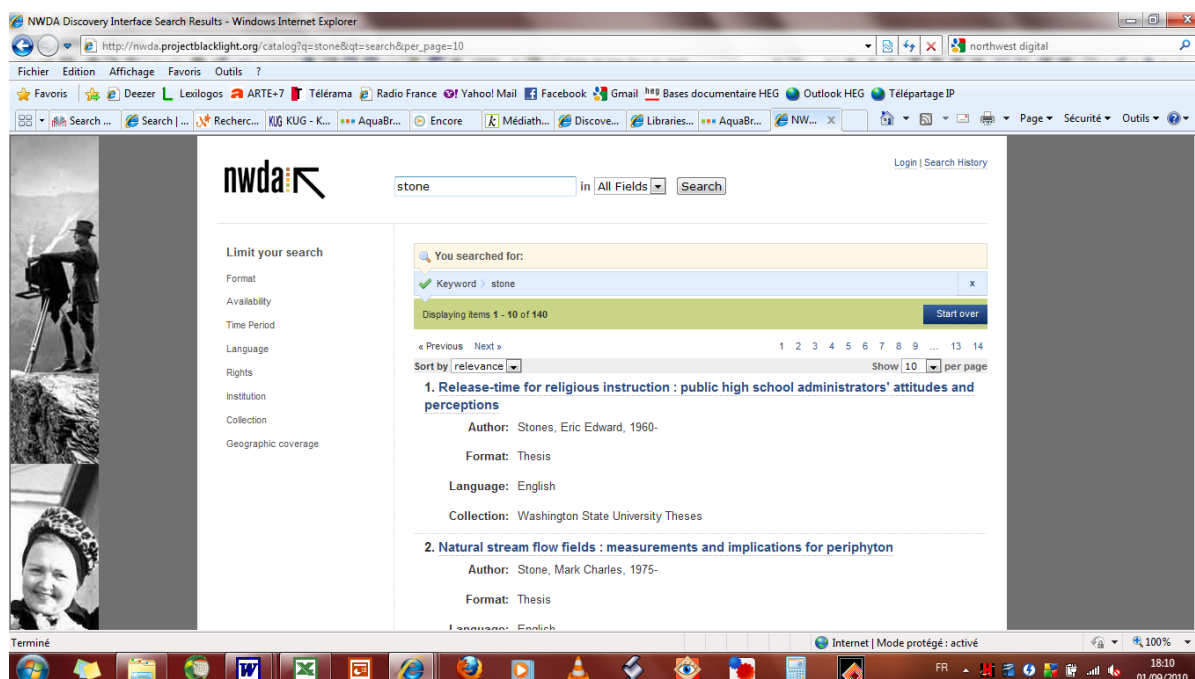 NWDA Discovery Interface Search Results - Windows Internet Explorer
http://nwda.projectblacklight.org/catalog?q=stone&qt=search&per_page=10
northwest digital
Fichier Edition Affichage Favoris Outils ?
Favoris Deezer Lexilogos ARTE+7 Télérama Radio France Yahoo! Mail Facebook Gmail heg Bases documentaire HEG Outlook HEG Télépartage IP
Search ... Search | ... Recherc... KUG KUG - K... AquaBr... Encore k Médiath... Discove... Libraries... AquaBr... NW... x Page Sécurité Outils
nwda
Login | Search History
stone in All Fields Search
Limit your search
Format
Availability
Time Period
Language
Rights
Institution
Collection
Geographic coverage
You searched for:
Keyword > stone x
Displaying items 1 - 10 of 140 Start over
« Previous Next » 1 2 3 4 5 6 7 8 9 ... 13 14
Sort by relevance Show 10 per page
1. Release-time for religious instruction : public high school administrators' attitudes and
perceptions
Author: Stones, Eric Edward, 1960-
Format: Thesis
Language: English
Collection: Washington State University Theses
2. Natural stream flow fields : measurements and implications for periphyton
Author: Stone, Mark Charles, 1975-
Format: Thesis
Language: English
Terminé Internet | Mode protégé : activé 100%
FR 18:10
01/09/2010